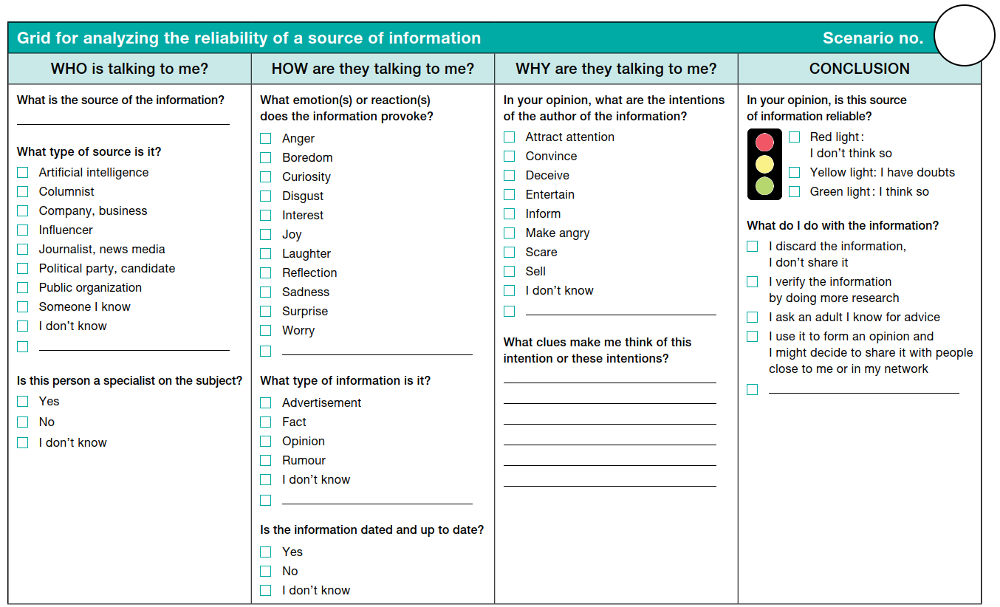 Grid for analyzing the reliability of a source of information
Scenario no.
WHO is talking to me?
What is the source of the information?
What type of source is it?
Artificial intelligence
Columnist
Company, business
Influencer
Journalist, news media
Political party, candidate
Public organization
Someone I know
I don't know
Is this person a specialist on the subject?
Yes
No
I don't know
HOW are they talking to me?
What emotion(s) or reaction(s)
does the information provoke?
Anger
Boredom
Curiosity
Disgust
Interest
Joy
Laughter
Reflection
Sadness
Surprise
Worry
What type of information is it?
Advertisement
Fact
Opinion
Rumour
I don't know
Is the information dated and up to date?
Yes
No
I don't know
WHY are they talking to me?
In your opinion, what are the intentions
of the author of the information?
Attract attention
Convince
Deceive
Entertain
Inform
Make angry
Scare
Sell
I don't know
What clues make me think of this
intention or these intentions?
CONCLUSION
In your opinion, is this source
of information reliable?
Red light :
I don't think so
Yellow light: I have doubts
Green light : I think so
What do I do with the information?
I discard the information,
I don't share it
I verify the information
by doing more research
I ask an adult I know for advice
I use it to form an opinion and
I might decide to share it with people
close to me or in my network